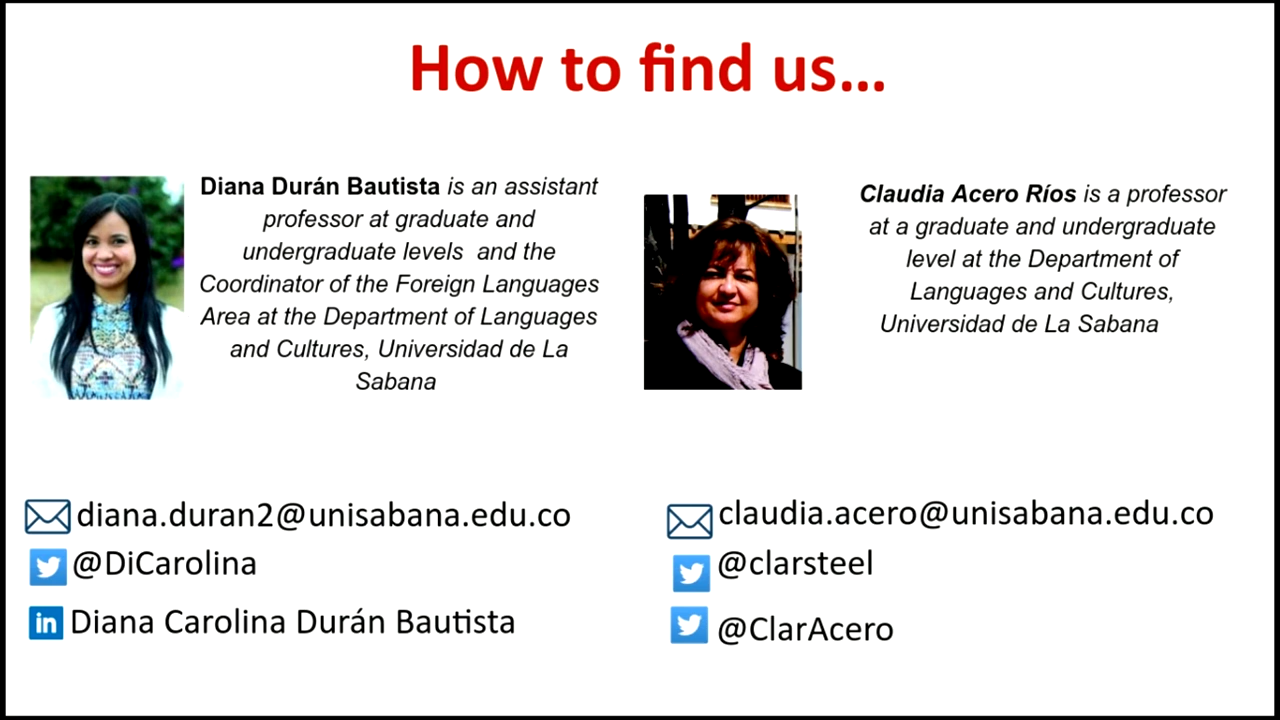 How to find us...
Diana Durán Bautista is an assistant
professor at graduate and
undergraduate levels and the
Coordinator of the Foreign Languages
Area at the Department of Languages
and Cultures, Universidad de La
Sabana
Claudia Acero Ríos is a professor
at a graduate and undergraduate
level at the Department of
Languages and Cultures,
Universidad de La Sabana
diana.duran2@unisabana.edu.co
@DiCarolina
in Diana Carolina Durán Bautista
claudia.acero@unisabana.edu.co
@clarsteel
@ClarAcero